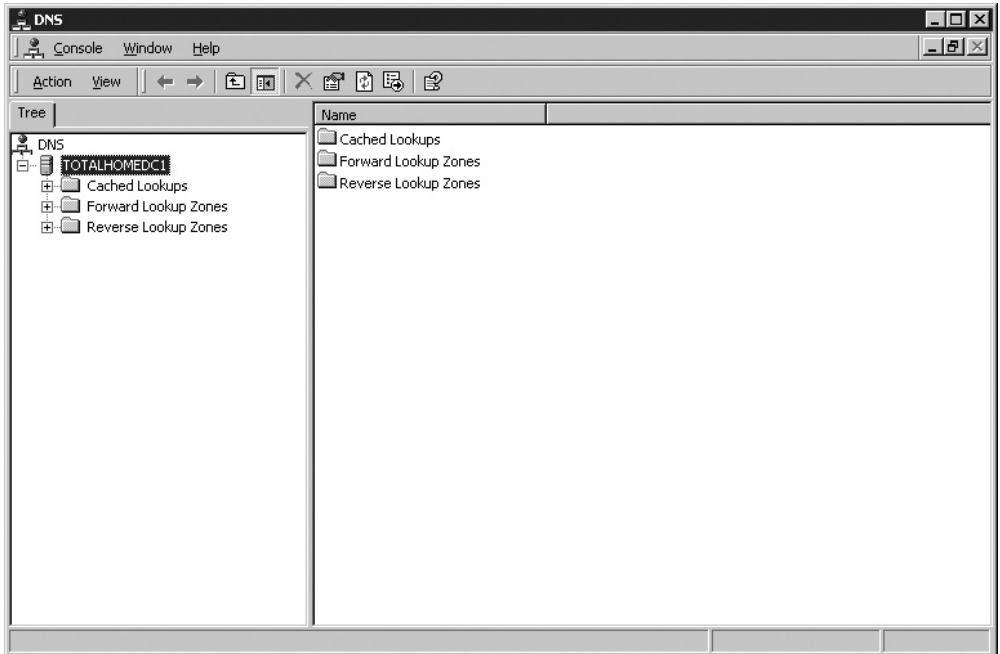 DNS
Console Window Help
Action View
Tree
Name
DNS
TOTALHOMEDC1
Cached Lookups
Forward Lookup Zones
Reverse Lookup Zones
Cached Lookups
Forward Lookup Zones
Reverse Lookup Zones